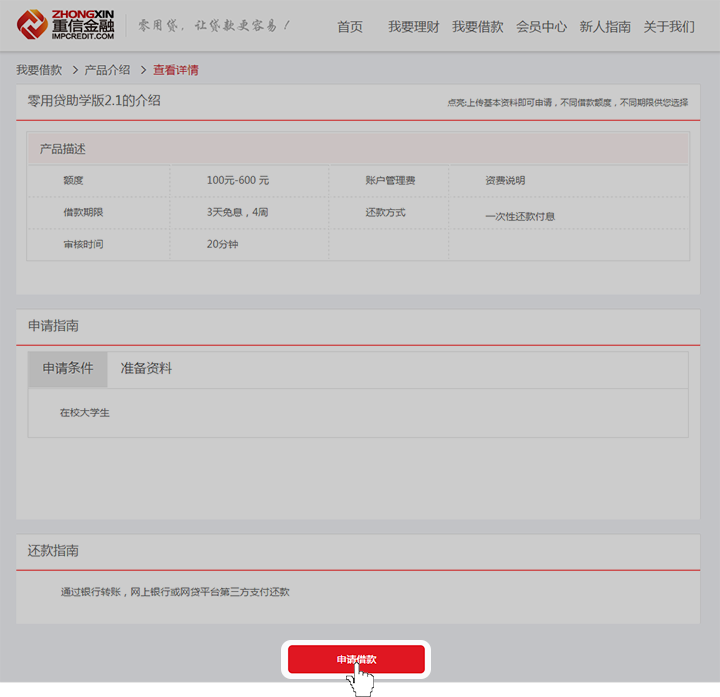 ZHONGXIN
重信金融
IMPCREDIT.COM
零用贷,让贷款更容易!
首页 我要理财 我要借款 会员中心 新人指南 关于我们
我要借款 > 产品介绍 > 查看详情
零用贷助学版2.1的介绍
点亮:上传基本资料即可申请，不同借款额度，不同期限供您选择
产品描述
额度 100元-600 元 账户管理费 资费说明
借款期限 3天免息，4周 还款方式 一次性还款付息
审核时间 20分钟
申请指南
申请条件 准备资料
在校大学生
还款指南
通过银行转账，网上银行或网贷平台第三方支付还款
申请借款